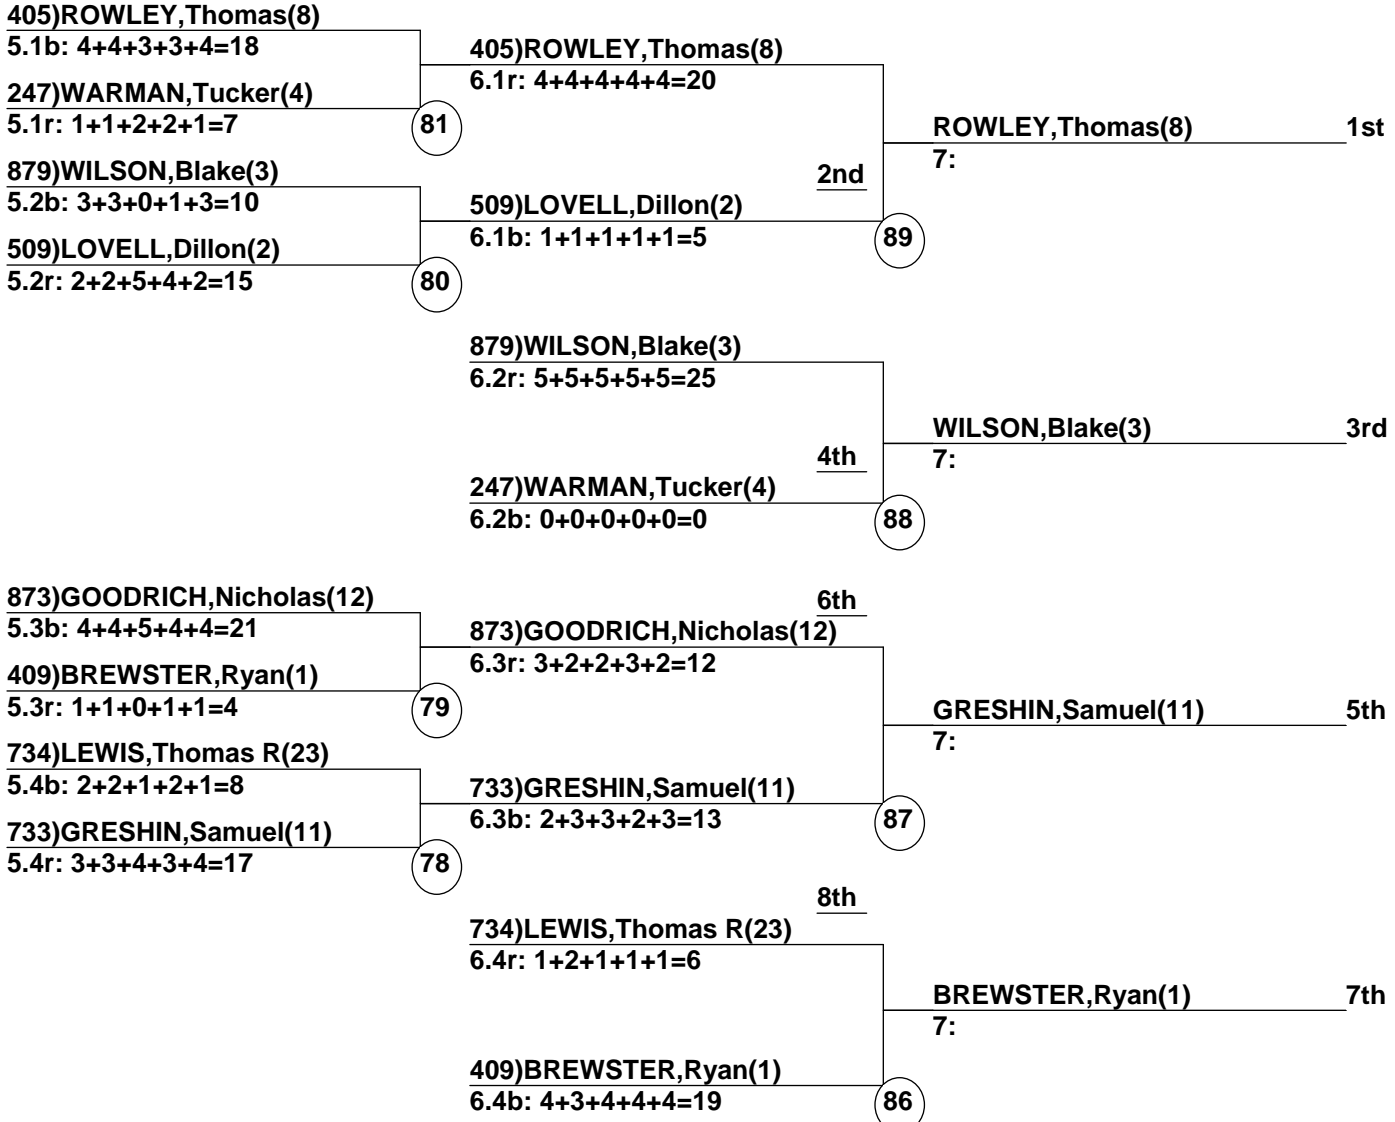 405)ROWLEY,Thomas(8)
5.1b: 4+4+3+3+4=18
247)WARMAN,Tucker(4)
5.1r: 1+1+2+2+1=7
81
879)WILSON,Blake(3)
5.2b: 3+3+0+1+3=10
509)LOVELL,Dillon(2)
5.2r: 2+2+5+4+2=15
80
405)ROWLEY,Thomas(8)
6.1r: 4+4+4+4+4=20
2nd
509)LOVELL,Dillon(2)
6.1b: 1+1+1+1+1=5
89
ROWLEY,Thomas(8) 1st
7:
879)WILSON,Blake(3)
6.2r: 5+5+5+5+5=25
4th
247)WARMAN,Tucker(4)
6.2b: 0+0+0+0+0=0
88
WILSON,Blake(3) 3rd
7:
873)GOODRICH,Nicholas(12)
5.3b: 4+4+5+4+4=21
409)BREWSTER,Ryan(1)
5.3r: 1+1+0+1+1=4
79
734)LEWIS,Thomas R(23)
5.4b: 2+2+1+2+1=8
733)GRESHIN,Samuel(11)
5.4r: 3+3+4+3+4=17
78
6th
873)GOODRICH,Nicholas(12)
6.3r: 3+2+2+3+2=12
733)GRESHIN,Samuel(11)
6.3b: 2+3+3+2+3=13
87
GRESHIN,Samuel(11) 5th
7:
8th
734)LEWIS,Thomas R(23)
6.4r: 1+2+1+1+1=6
409)BREWSTER,Ryan(1)
6.4b: 4+3+4+4+4=19
86
BREWSTER,Ryan(1) 7th
7: